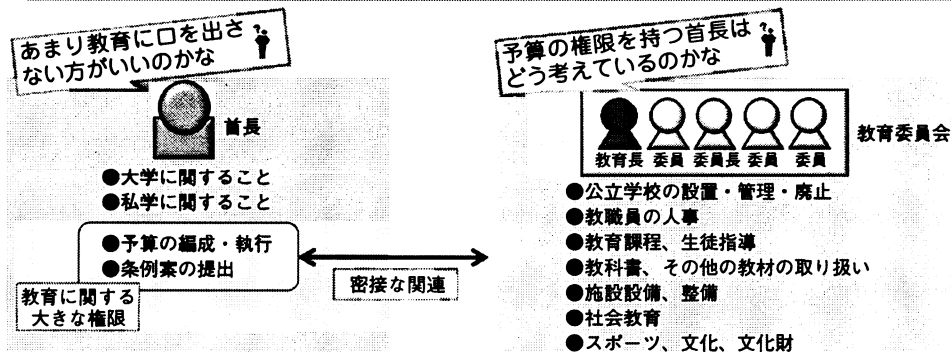 あまり教育に口を出さ
ない方がいいのかな
首長
●大学に関すること
●私学に関すること
●予算の編成・執行
●条例案の提出
教育に関する
大きな権限
密接な関連
予算の権限を持つ首長は
どう考えているのかな
教育長 委員 委員長 委員 委員
教育委員会
●公立学校の設置・管理・廃止
●教職員の人事
●教育課程、生徒指導
●教科書、その他の教材の取り扱い
●施設設備、整備
●社会教育
●スポーツ、文化、文化財